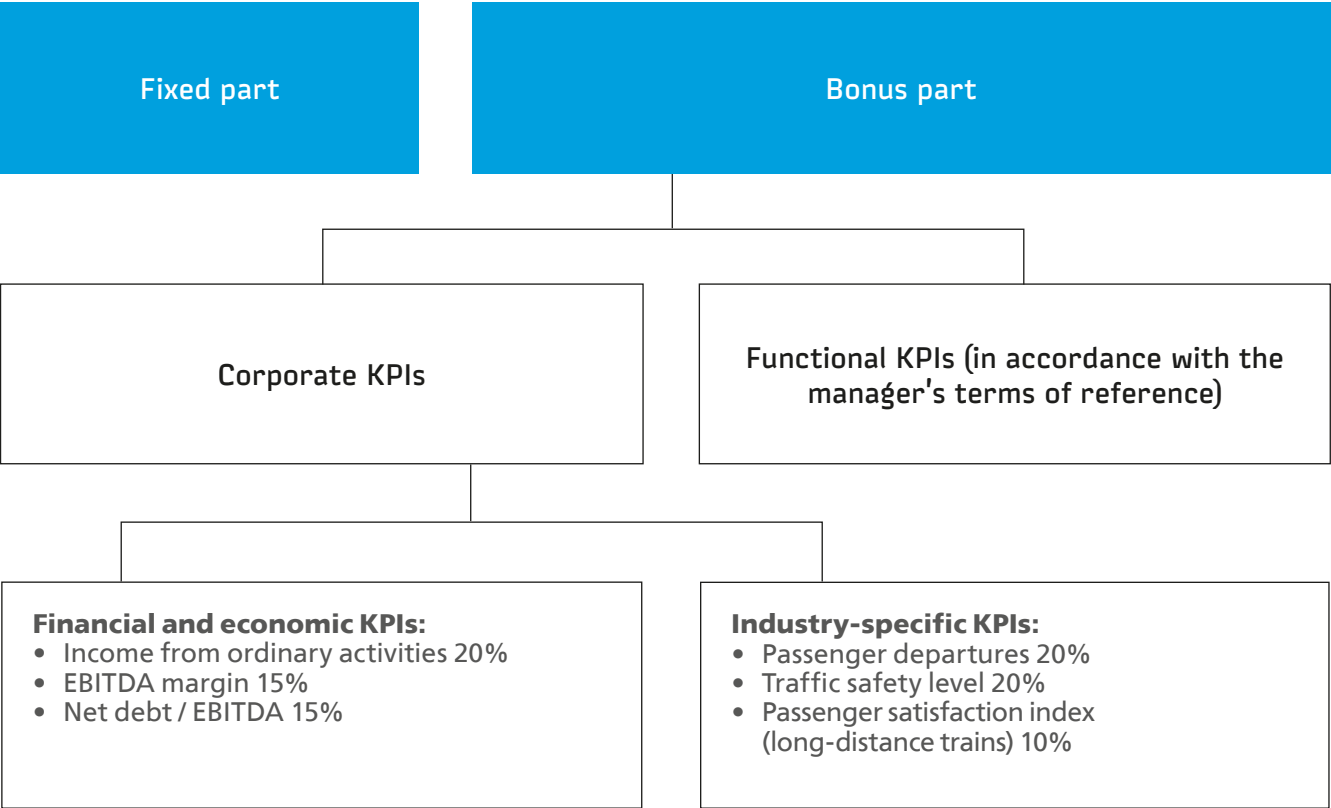 Fixed part
Bonus part
Corporate KPIs
Functional KPIs (in accordance with the
manager's terms of reference)
Financial and economic KPIs:
• Income from ordinary activities 20%
• EBITDA margin 15%
• Net debt / EBITDA 15%
Industry-specific KPIs:
• Passenger departures 20%
• Traffic safety level 20%
• Passenger satisfaction index
(long-distance trains) 10%